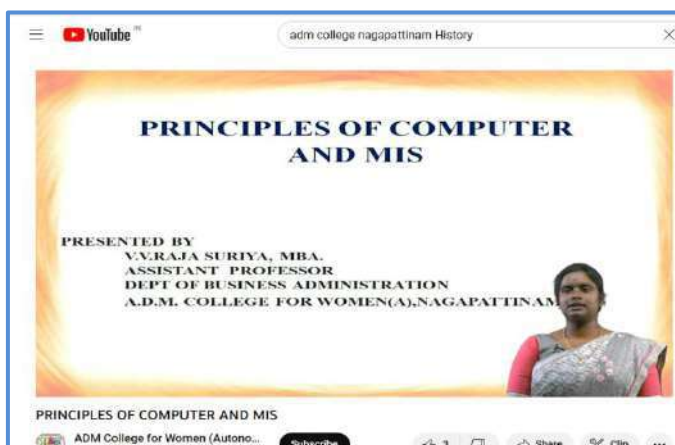 YouTube IN
adm college nagapattinam History
PRINCIPLES OF COMPUTER
AND MIS
PRESENTED BY
V.V.RAJA SURIYA, MBA.
ASSISTANT PROFESSOR
DEPT OF BUSINESS ADMINISTRATION
A.D.M. COLLEGE FOR WOMEN(A),NAGAPATTINAM
PRINCIPLES OF COMPUTER AND MIS
ADM College for Women (Autono...
Subscribe
3
Share
Clip